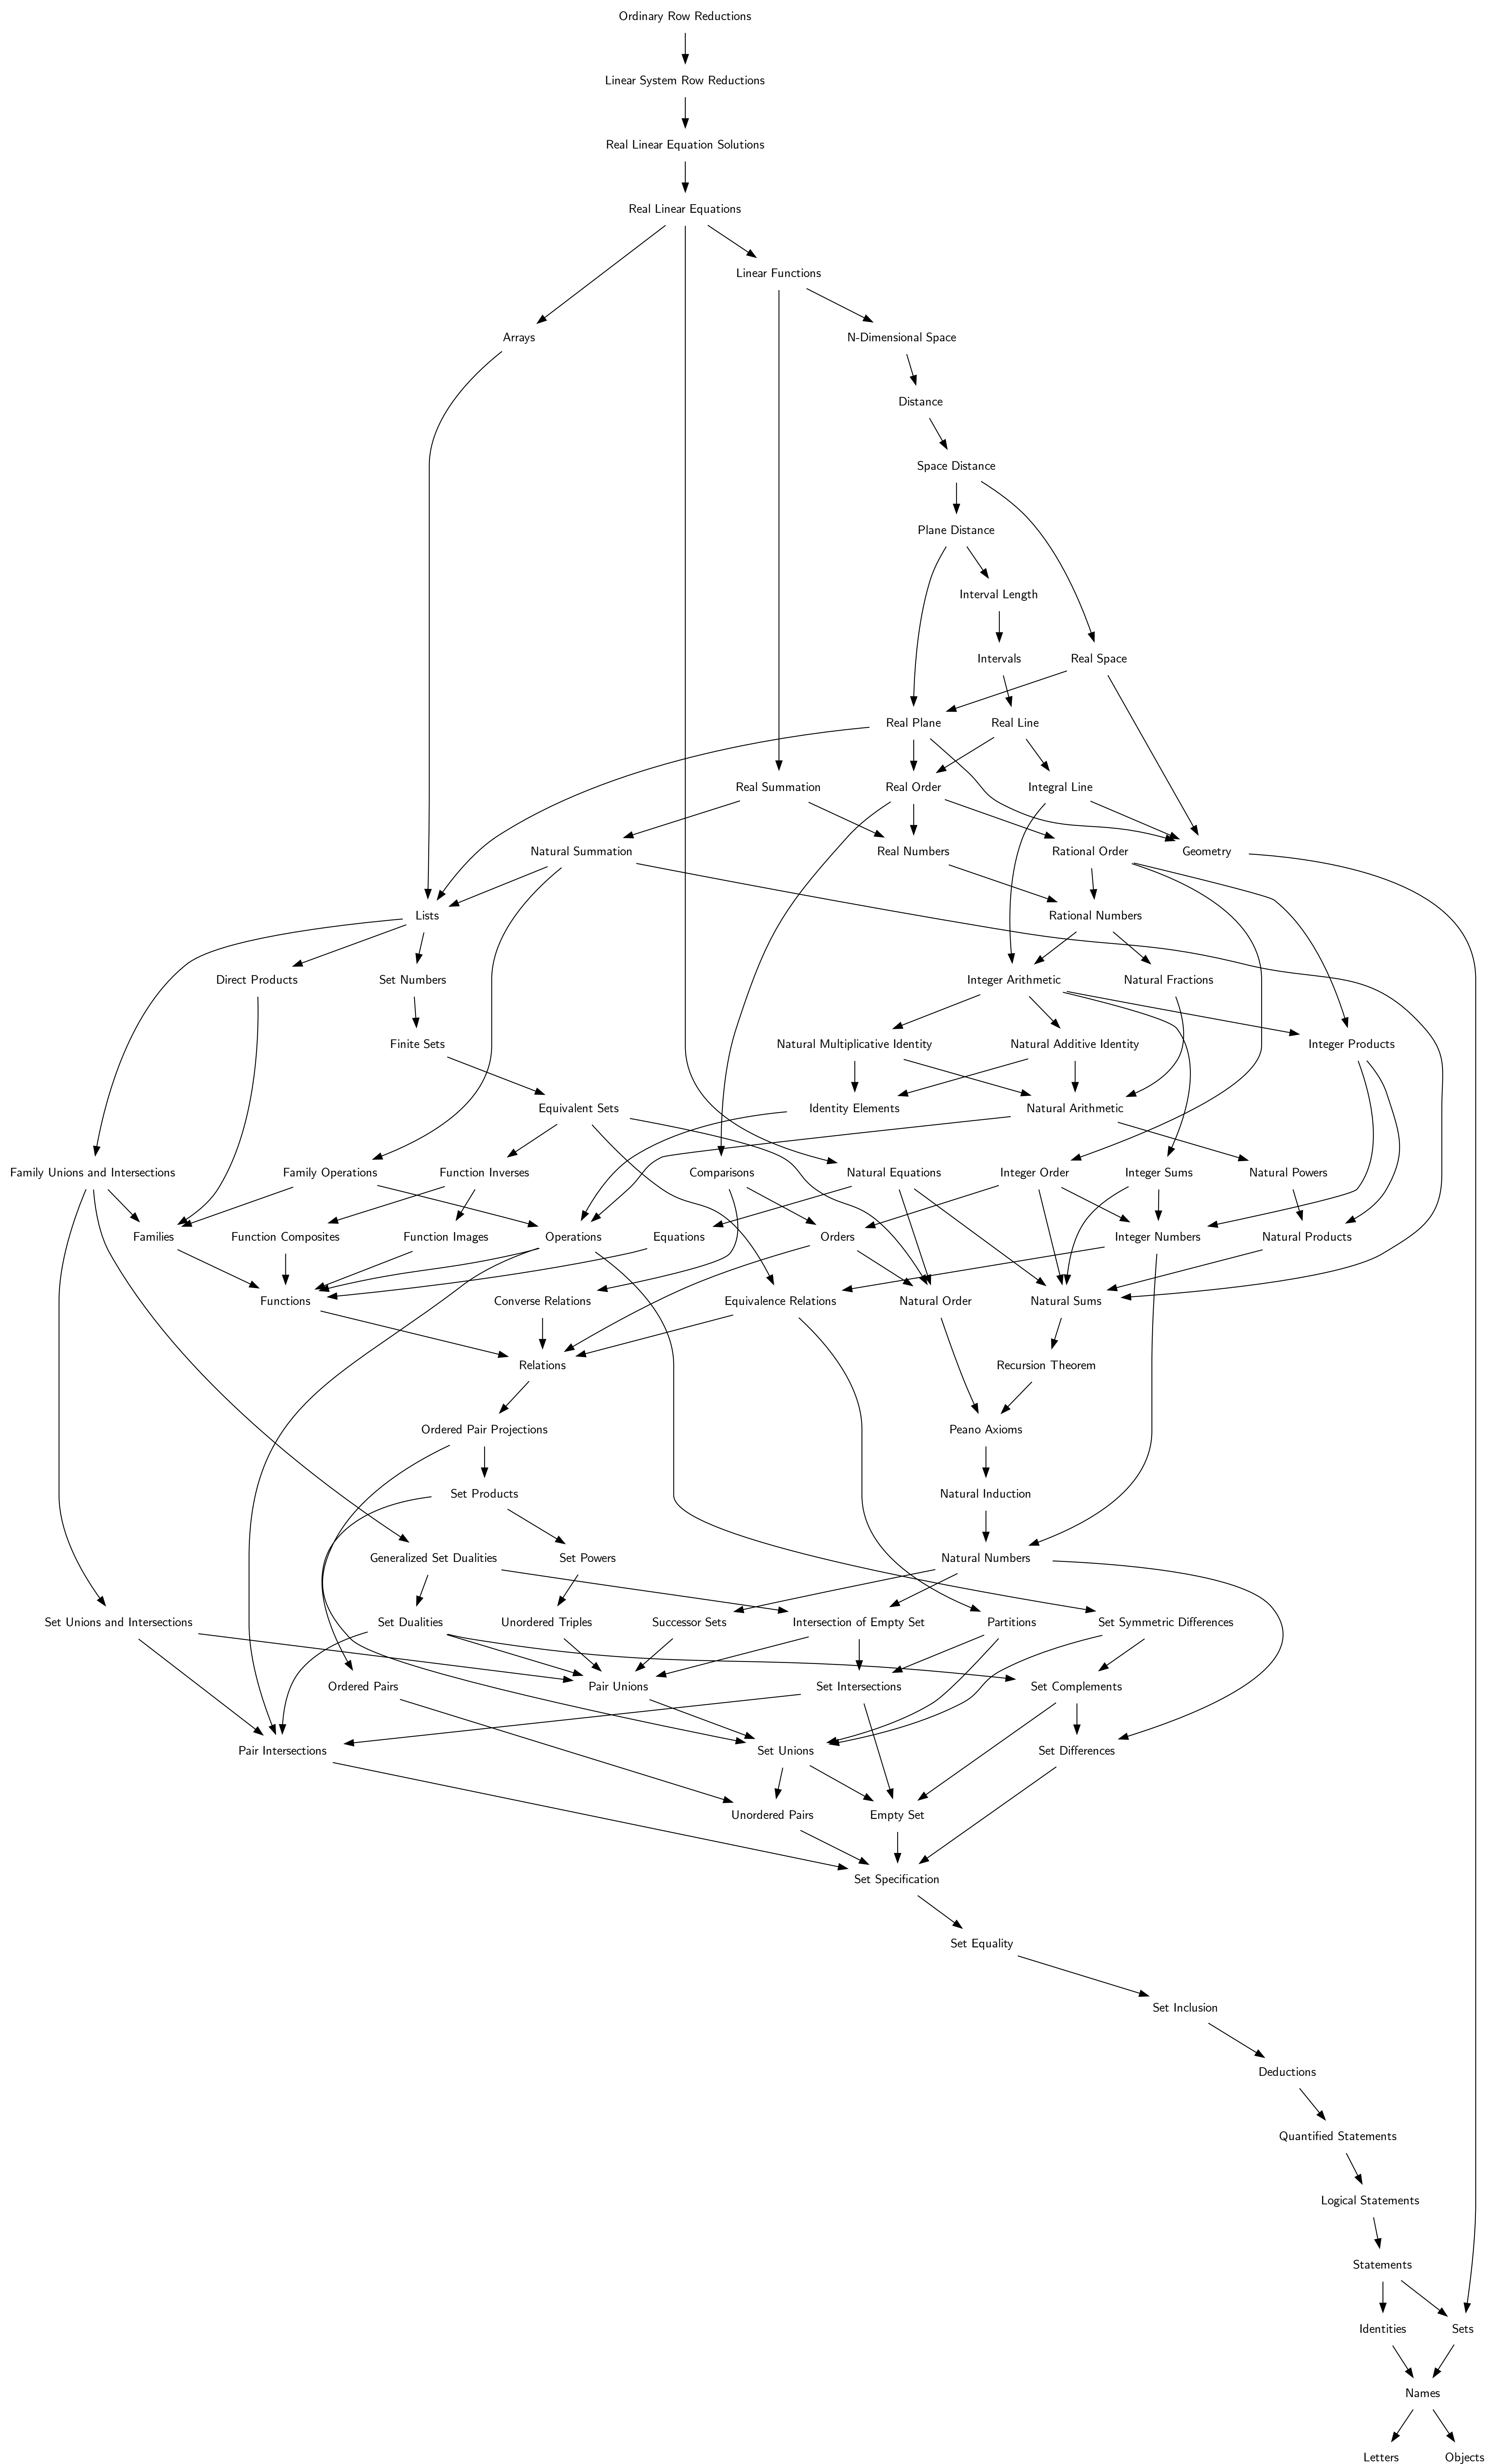 Ordinary Row Reductions
Linear System Row Reductions
Real Linear Equation Solutions
Real Linear Equations
Linear Functions
Arrays
N-Dimensional Space
Distance
Space Distance
Plane Distance
Interval Length
Intervals
Real Space
Real Plane
Real Line
Real Summation
Real Order
Integral Line
Natural Summation
Real Numbers
Rational Order
Geometry
Lists
Rational Numbers
Direct Products
Set Numbers
Integer Arithmetic
Natural Fractions
Finite Sets
Natural Multiplicative Identity
Natural Additive Identity
Integer Products
Equivalent Sets
Identity Elements
Natural Arithmetic
Family Unions and Intersections
Family Operations
Function Inverses
Comparisons
Natural Equations
Integer Order
Integer Sums
Natural Powers
Families
Function Composites
Function Images
Operations
Equations
Orders
Integer Numbers
Natural Products
Functions
Converse Relations
Equivalence Relations
Natural Order
Natural Sums
Relations
Recursion Theorem
Ordered Pair Projections
Peano Axioms
Set Products
Natural Induction
Generalized Set Dualities
Set Powers
Natural Numbers
Set Unions and Intersections
Set Dualities
Unordered Triples
Successor Sets
Intersection of Empty Set
Partitions
Set Symmetric Differences
Ordered Pairs
Pair Unions
Set Intersections
Set Complements
Pair Intersections
Set Unions
Set Differences
Unordered Pairs
Empty Set
Set Specification
Set Equality
Set Inclusion
Deductions
Quantified Statements
Logical Statements
Statements
Identities
Sets
Names
Letters
Objects